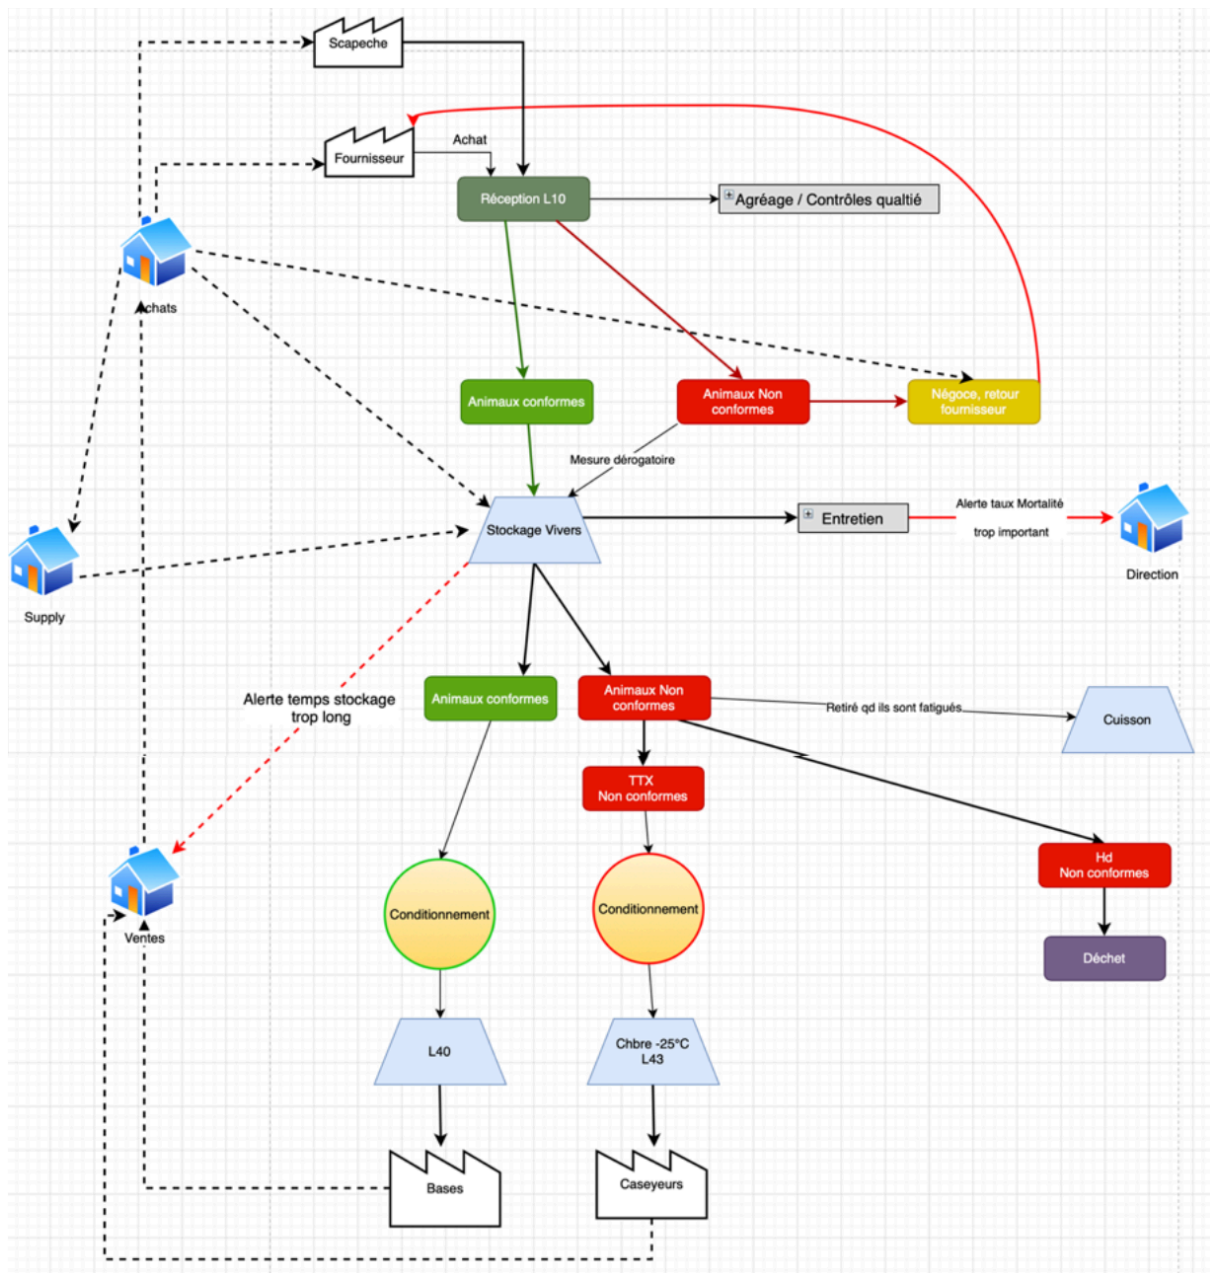 Scapeche
Achat
Fournisseur
Réception L10
Agréage / Contrôles qualtié
chats
Animaux conformes
Animaux Non
conformes
Négoce, retour
fournisseur
Mesure dérogatoire
Stockage Vivers
Entretien
Alerte taux Mortalité
trop important
Direction
Supply
Alerte temps stockage
trop long
Animaux conformes
Animaux Non
conformes
Retiré qd ils sont fatigués
Cuisson
TTX
Non conformes
Hd
Non conformes
Conditionnement
Conditionnement
Ventes
Déchet
L40
Chbre -25°C
L43
Bases
Caseyeurs